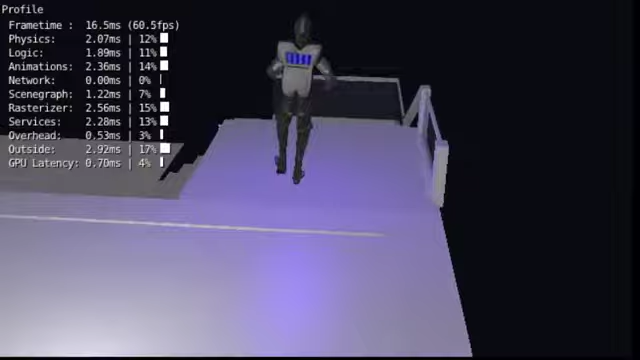 Profile
Frametime : 16.5ms (60.5fps)
Physics: 2.07ms | 12%
Logic: 1.89ms | 11%
Animations: 2.36ms | 14%
Network: 0.00ms | 0%
Scenegraph: 1.22ms | 7%
Rasterizer: 2.56ms | 15%
Services: 2.28ms | 13%
Overhead: 0.53ms | 3%
Outside: 2.92ms | 17%
GPU Latency: 0.70ms | 4%